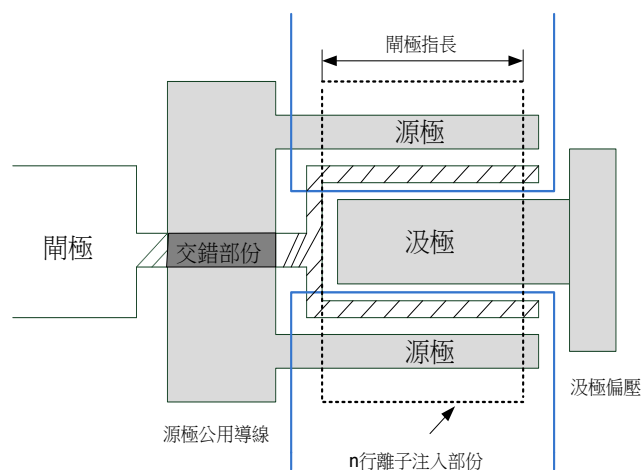 閘極指長
源極
閘極
交錯部份
汲極
源極
汲極偏壓
源極公用導線
n行離子注入部份